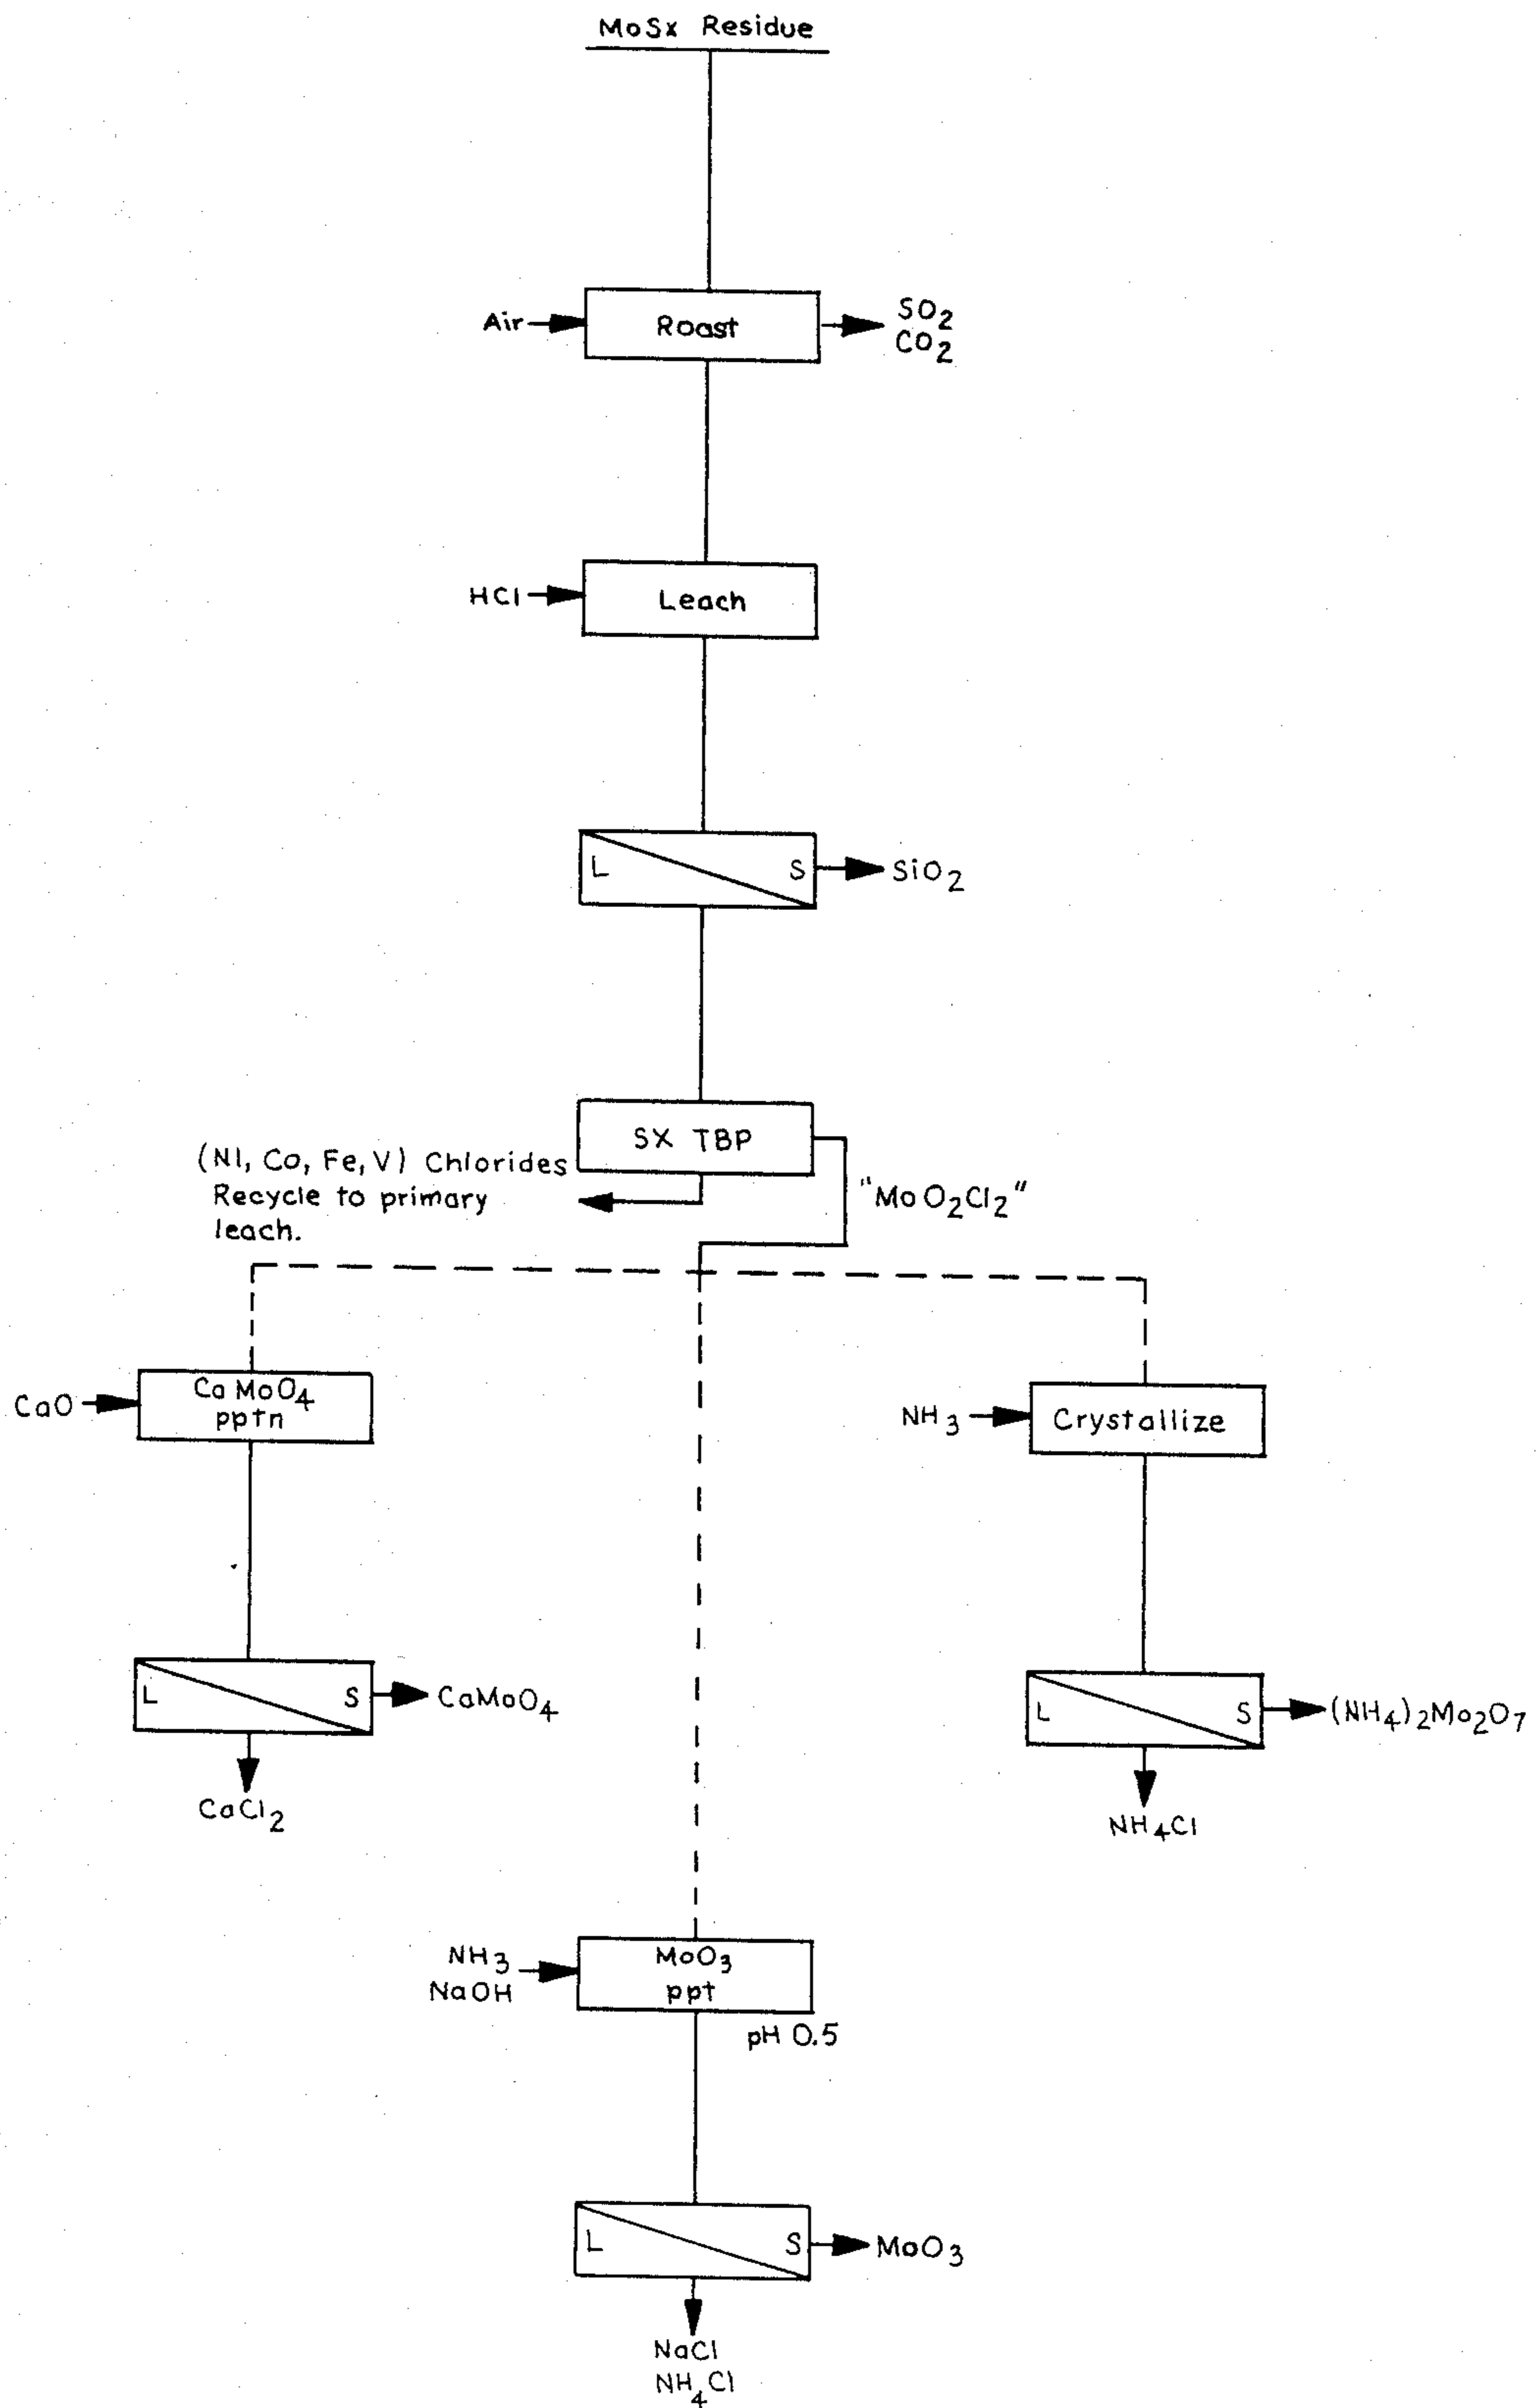 MoSx Residue
Air
Roast
SO2
CO2
HCl
Leach
L
S
SiO2
SX TBP
(NI, Co, Fe, V) Chlorides
Recycle to primary
leach.
"MoO2Cl2"
CaO
CaMoO4
pptn
NH3
Crystallize
L
S
CaMoO4
CaCl2
L
S
(NH4)2Mo2O7
NH4Cl
NH3
NaOH
MoO3
ppt
pH 0.5
L
S
MoO3
NaCl
NH4Cl